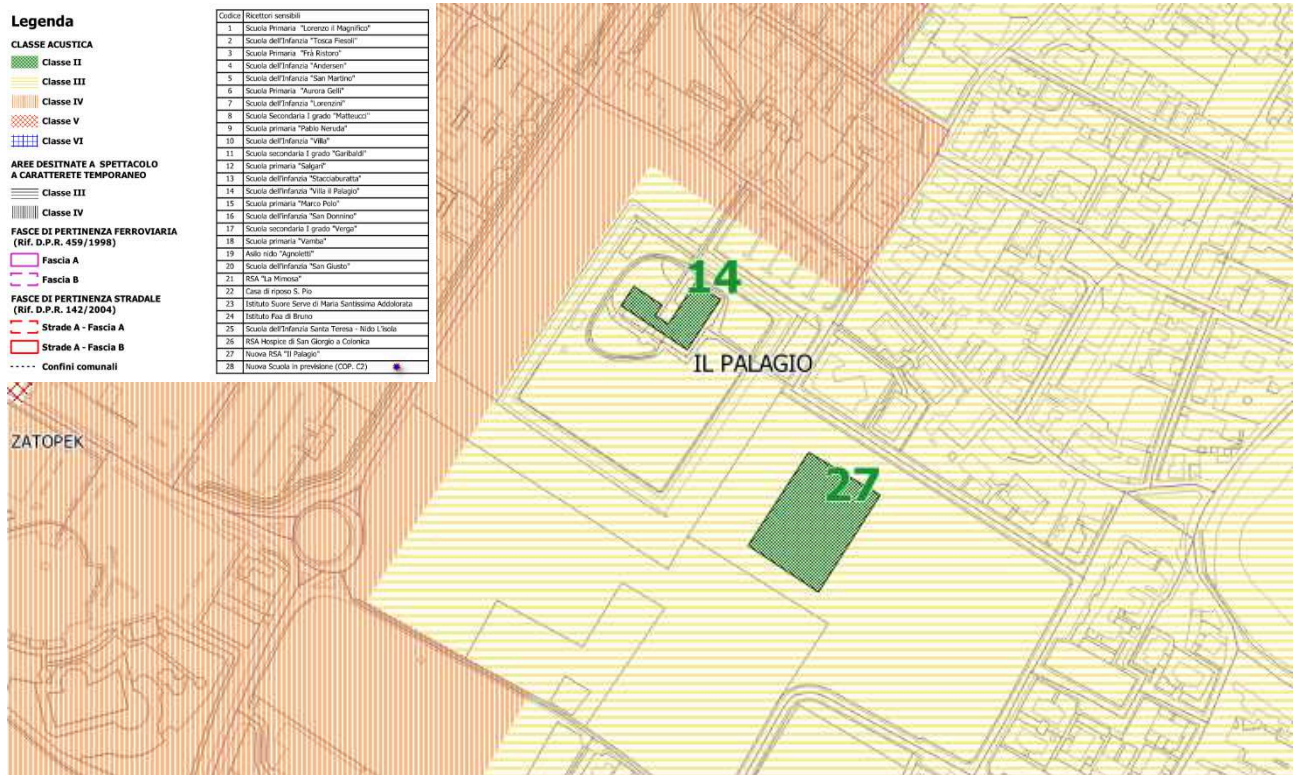 Legenda
CLASSE ACUSTICA
Classe II
Classe III
Classe IV
Classe V
Classe VI
AREE DESITNATE A SPETTACOLO
A CARATTERETE TEMPORANEO
Classe III
Classe IV
FASCE DI PERTINENZA FERROVIARIA
(Rif. D.P.R. 459/1998)
Fascia A
Fascia B
FASCE DI PERTINENZA STRADALE
(Rif. D.P.R. 142/2004)
Strade A - Fascia A
Strade A - Fascia B
Confini comunali
Codice Ricettori sensibili
1 Scuola Primaria "Lorenzo il Magnifico"
2 Scuola dell'Infanzia "Tosca Fiesoli"
3 Scuola Primaria "Frà Ristoro"
4 Scuola dell'Infanzia "Andersen"
5 Scuola dell'Infanzia "San Martino"
6 Scuola Primaria "Aurora Gelli"
7 Scuola dell'Infanzia "Lorenzini"
8 Scuola Secondaria I grado "Matteucci"
9 Scuola primaria "Pablo Neruda"
10 Scuola dell'Infanzia "Villa"
11 Scuola secondaria I grado "Garibaldi"
12 Scuola primaria "Salgari"
13 Scuola dell'infanzia "Stacciaburatta"
14 Scuola dell'Infanzia "Villa il Palagio"
15 Scuola primaria "Marco Polo"
16 Scuola dell'Infanzia "San Donnino"
17 Scuola secondaria I grado "Verga"
18 Scuola primaria "Vamba"
19 Asilo nido "Agnoletti"
20 Scuola dell'Infanzia "San Giusto"
21 RSA "La Mimosa"
22 Casa di riposo S. Pio
23 Istituto Suore Serve di Maria Santissima Addolorata
24 Istituto Faa di Bruno
25 Scuola dell'Infanzia Santa Teresa - Nido L'isola
26 RSA Hospice di San Giorgio a Colonica
27 Nuova RSA "Il Palagio"
28 Nuova Scuola in previsione (COP. C2)
14
IL PALAGIO
ZATOPEK
27